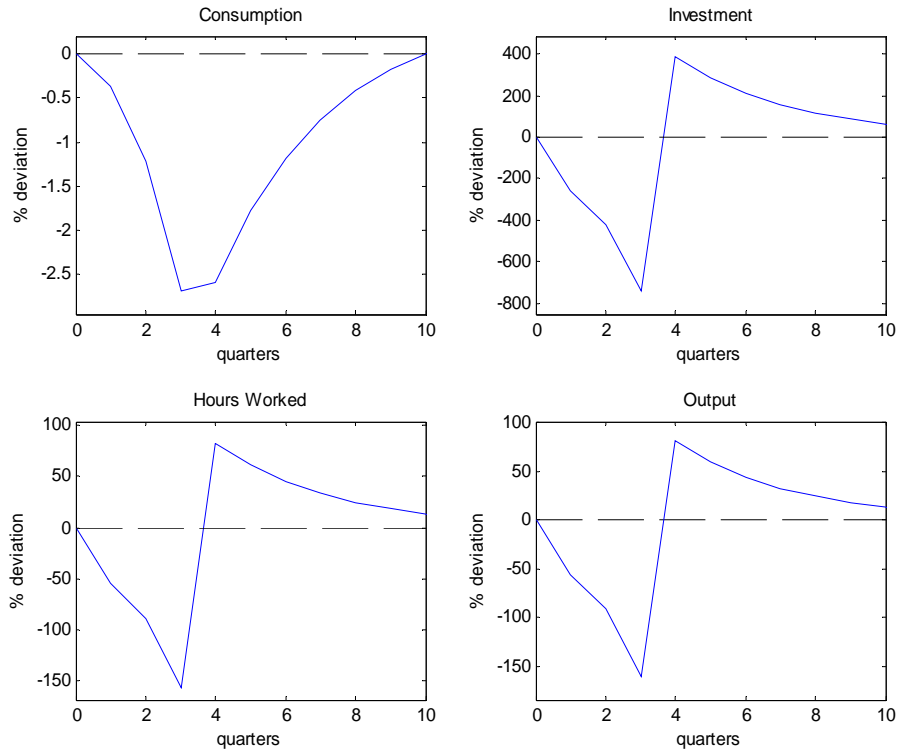 Consumption
% deviation
0
-0.5
-1
-1.5
-2
-2.5
0 2 4 6 8 10
quarters
Investment
% deviation
400
200
0
-200
-400
-600
-800
0 2 4 6 8 10
quarters
Hours Worked
% deviation
100
50
0
-50
-100
-150
0 2 4 6 8 10
quarters
Output
% deviation
100
50
0
-50
-100
-150
0 2 4 6 8 10
quarters